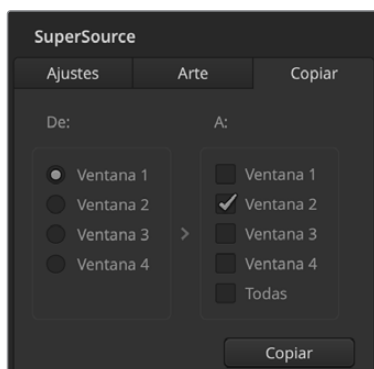 SuperSource
Ajustes Arte Copiar
De: A:
Ventana 1 Ventana 1
Ventana 2 Ventana 2
Ventana 3 > Ventana 3
Ventana 4 Ventana 4
Todas
Copiar